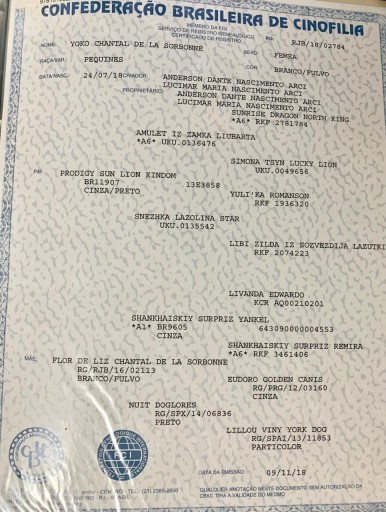 CONFEDERAÇÃO BRASILEIRA DE CINOFILIA
MEMBRO DA FCI
SERVIÇO DE REGISTRO GENEALÓGICO
CERTIFICADO DE REGISTRO
RG: RJB/18/02784
NOME: YOKO CHANTAL DE LA SORBONNE
SEXO FEMEA
RAÇA/VAR: PEQUINES
COR BRANCO/FULVO
DATA NASC. 24/07/18 CRIADOR: ANDERSON DANTE NASCIMENTO ARCI
LUCIMAR MARIA NASCIMENTO ARCI
PROPRIETÁRIO: ANDERSON DANTE NASCIMENTO ARCI
LUCIMAR MARIA NASCIMENTO ARCI
SUNRISE DRAGON NORTH KING
*A6* RKF 2781784
AMULET IZ ZAMKA LIUBARTA
*A6* UKU.0136476
SIMONA TSYN LUCKY LION
UKU.0049656
PAI: PRODIGY SUN LION KINDOM
BR11907 13E3858
CINZA/PRETO
YULI'KA ROMANSON
RKF 1936320
SNEZHKA LAZOLINA STAR
UKU.0135542
LIBI ZILDA IZ SOZVEZDIJA LAZUTKI
RKF 2074223
LIVANDA EDWARDO
KCR AQ00210201
SHANKHAISKIY SURPRIZ YANKEL
*A1* BR9605 643090000004553
CINZA
SHANKHAISKIY SURPRIZ REMIRA
*A6* RKF 3461406
MÃE: FLOR DE LIZ CHANTAL DE LA SORBONNE
RG/RJB/16/02113
BRANCO/FULVO
EUDORO GOLDEN CANIS
RG/PRG/12/03160
CINZA
NUIT DOGLORES
RG/SPX/14/06836
PRETO
LILLOU VINY YORK DOG
RG/SPAI/13/11853
PARTICOLOR
FCI
DATA DA EMISSÃO: 09/11/18
QUALQUER ANOTAÇÃO NESTE DOCUMENTO SEM AUTORIZAÇÃO DA
CBKC TIRA A VALIDADE DO MESMO